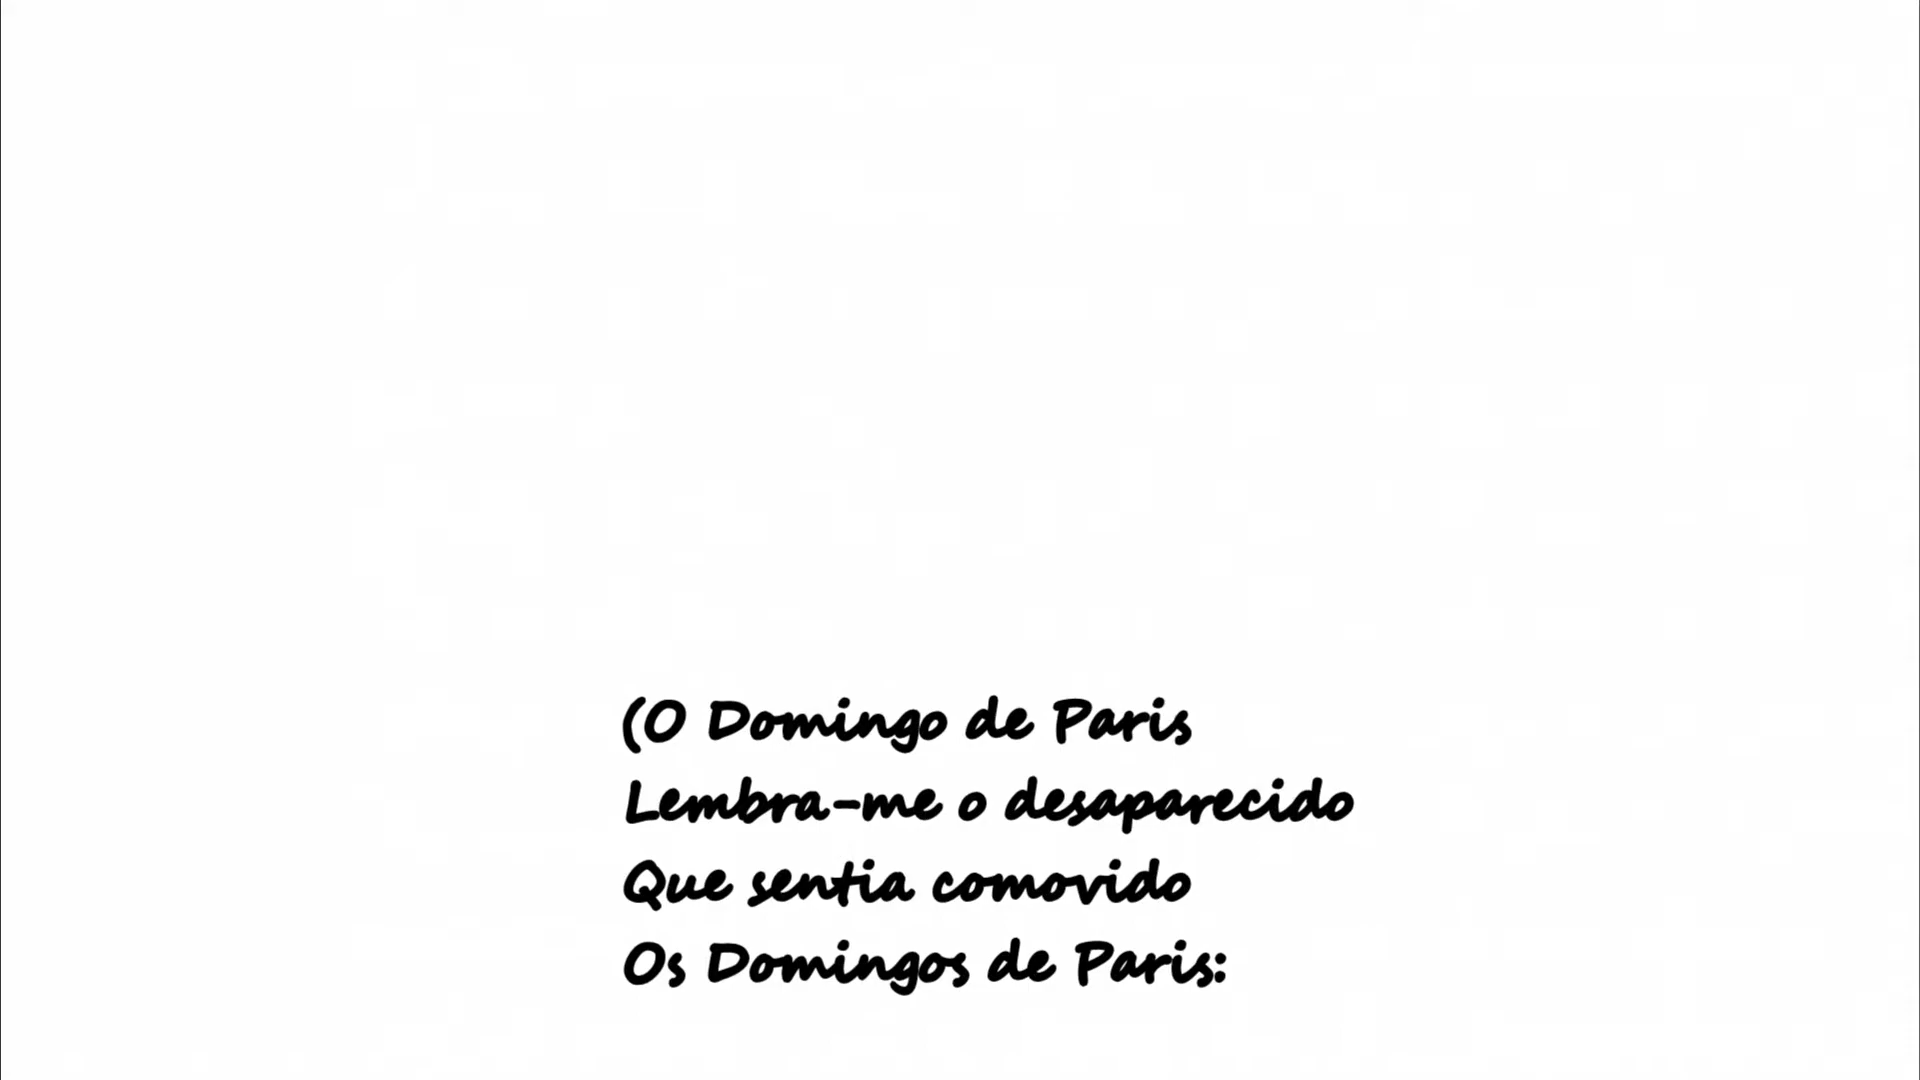 (O Domingo de Paris
Lembra-me o desaparecido
Que sentia comovido
Os Domingos de Paris: